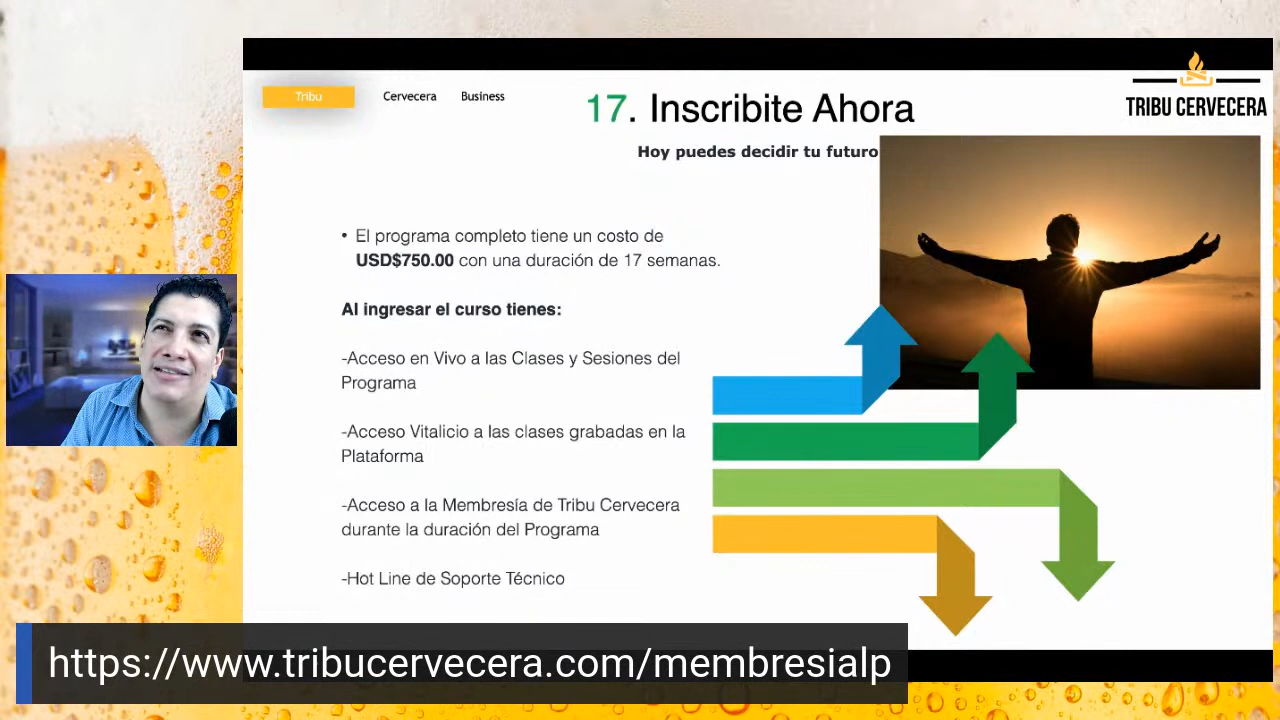 Tribu
Cervecera
Business
17. Inscribite Ahora
TRIBU CERVECERA
Hoy puedes decidir tu futuro
• El programa completo tiene un costo de
USD$750.00 con una duración de 17 semanas.
Al ingresar el curso tienes:
-Acceso en Vivo a las Clases y Sesiones del
Programa
-Acceso Vitalicio a las clases grabadas en la
Plataforma
-Acceso a la Membresía de Tribu Cervecera
durante la duración del Programa
-Hot Line de Soporte Técnico
https://www.tribucervecera.com/membresialp